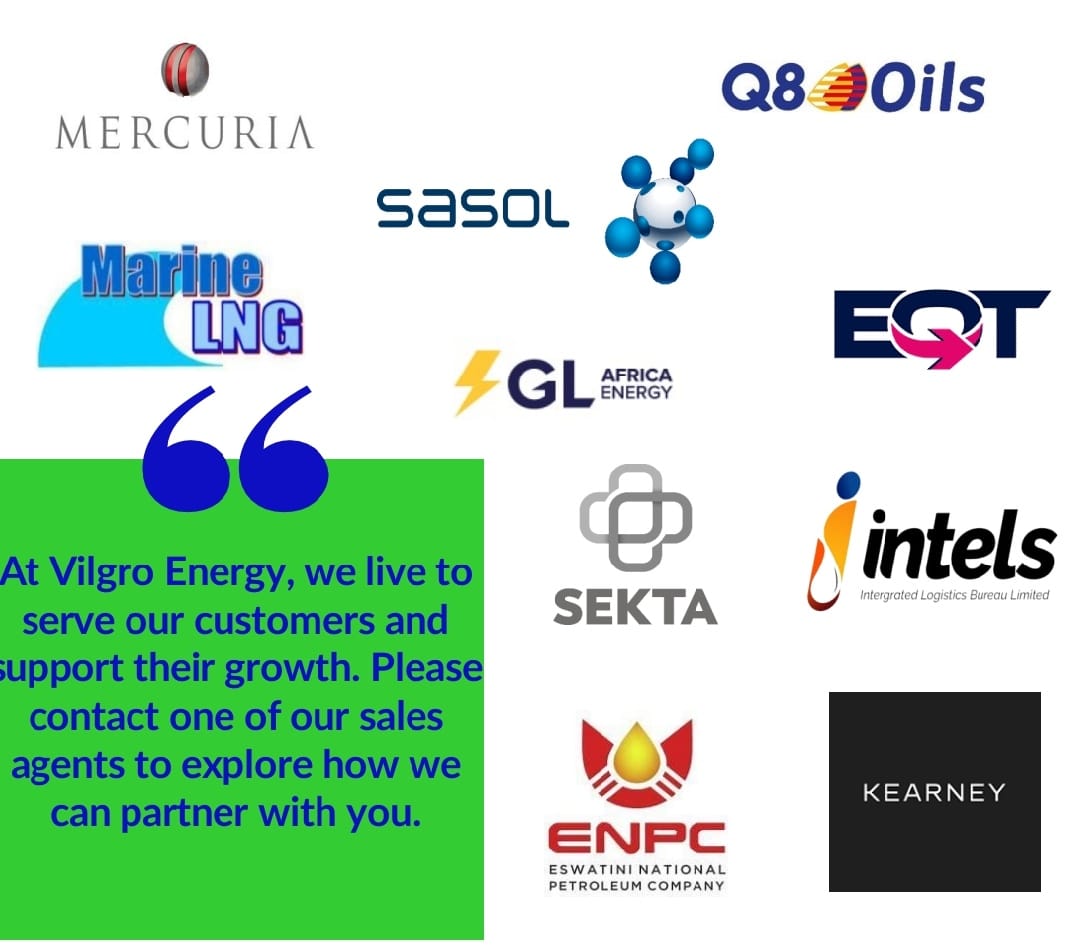 MERCURIA
Q8 Oils
sasol
Marine
LNG
EQT
GL AFRICA
ENERGY
At Vilgro Energy, we live to
serve our customers and
support their growth. Please
contact one of our sales
agents to explore how we
can partner with you.
SEKTA
intels
Intergrated Logistics Bureau Limited
ENPC
ESWATINI NATIONAL
PETROLEUM COMPANY
KEARNEY